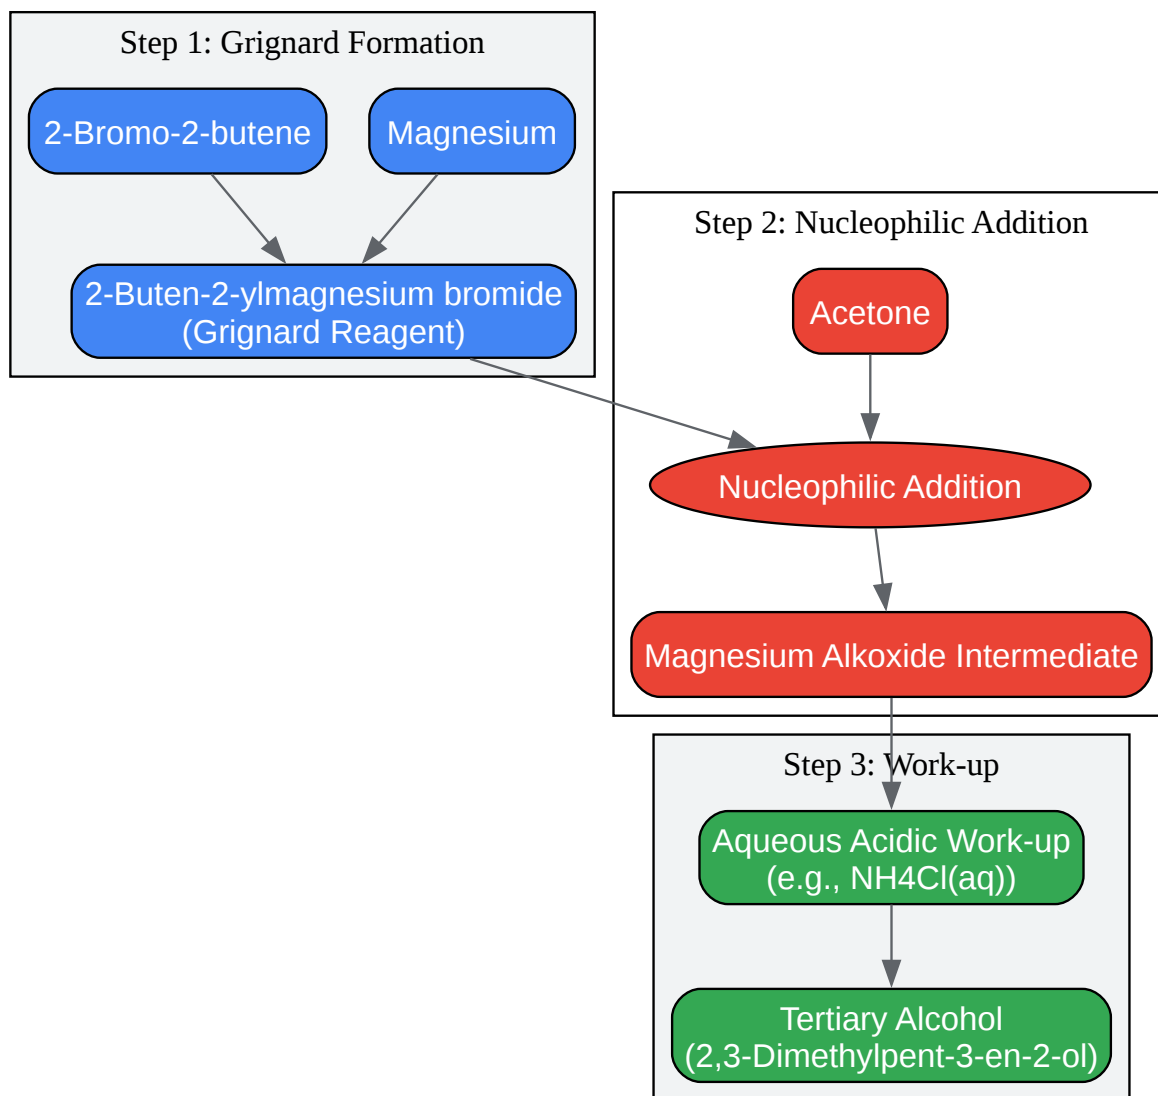 Step 1: Grignard Formation
2-Bromo-2-butene
Magnesium
2-Buten-2-ylmagnesium bromide
(Grignard Reagent)
Step 2: Nucleophilic Addition
Acetone
Nucleophilic Addition
Magnesium Alkoxide Intermediate
Step 3: Work-up
Aqueous Acidic Work-up
(e.g., NH4Cl(aq))
Tertiary Alcohol
(2,3-Dimethylpent-3-en-2-ol)